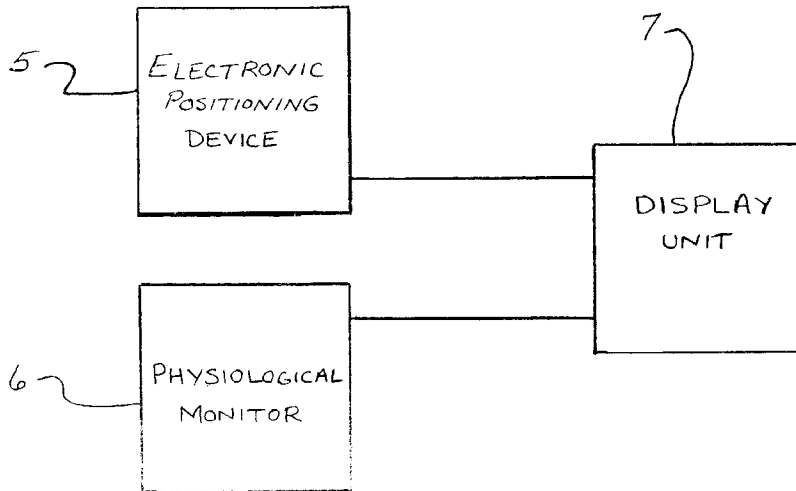 5
ELECTRONIC
POSITIONING
DEVICE
7
DISPLAY
UNIT
6
PHYSIOLOGICAL
MONITOR